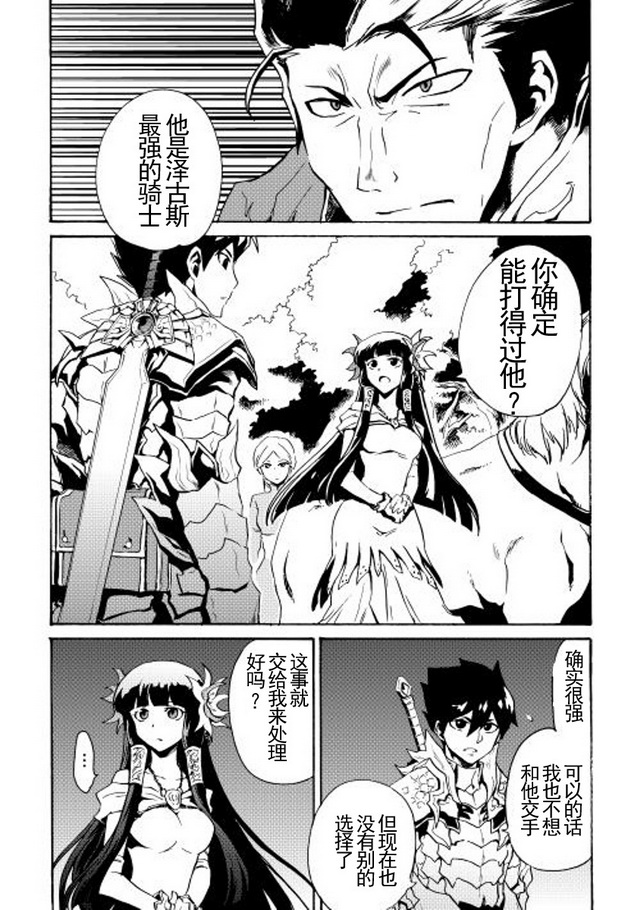 他是泽古斯
最强的骑士
你确定
能打得过他？
确实很强
可以的话
我也不想
和他交手
但现在也
没有别的
选择了
这事就
交给我来处理
好吗？
…